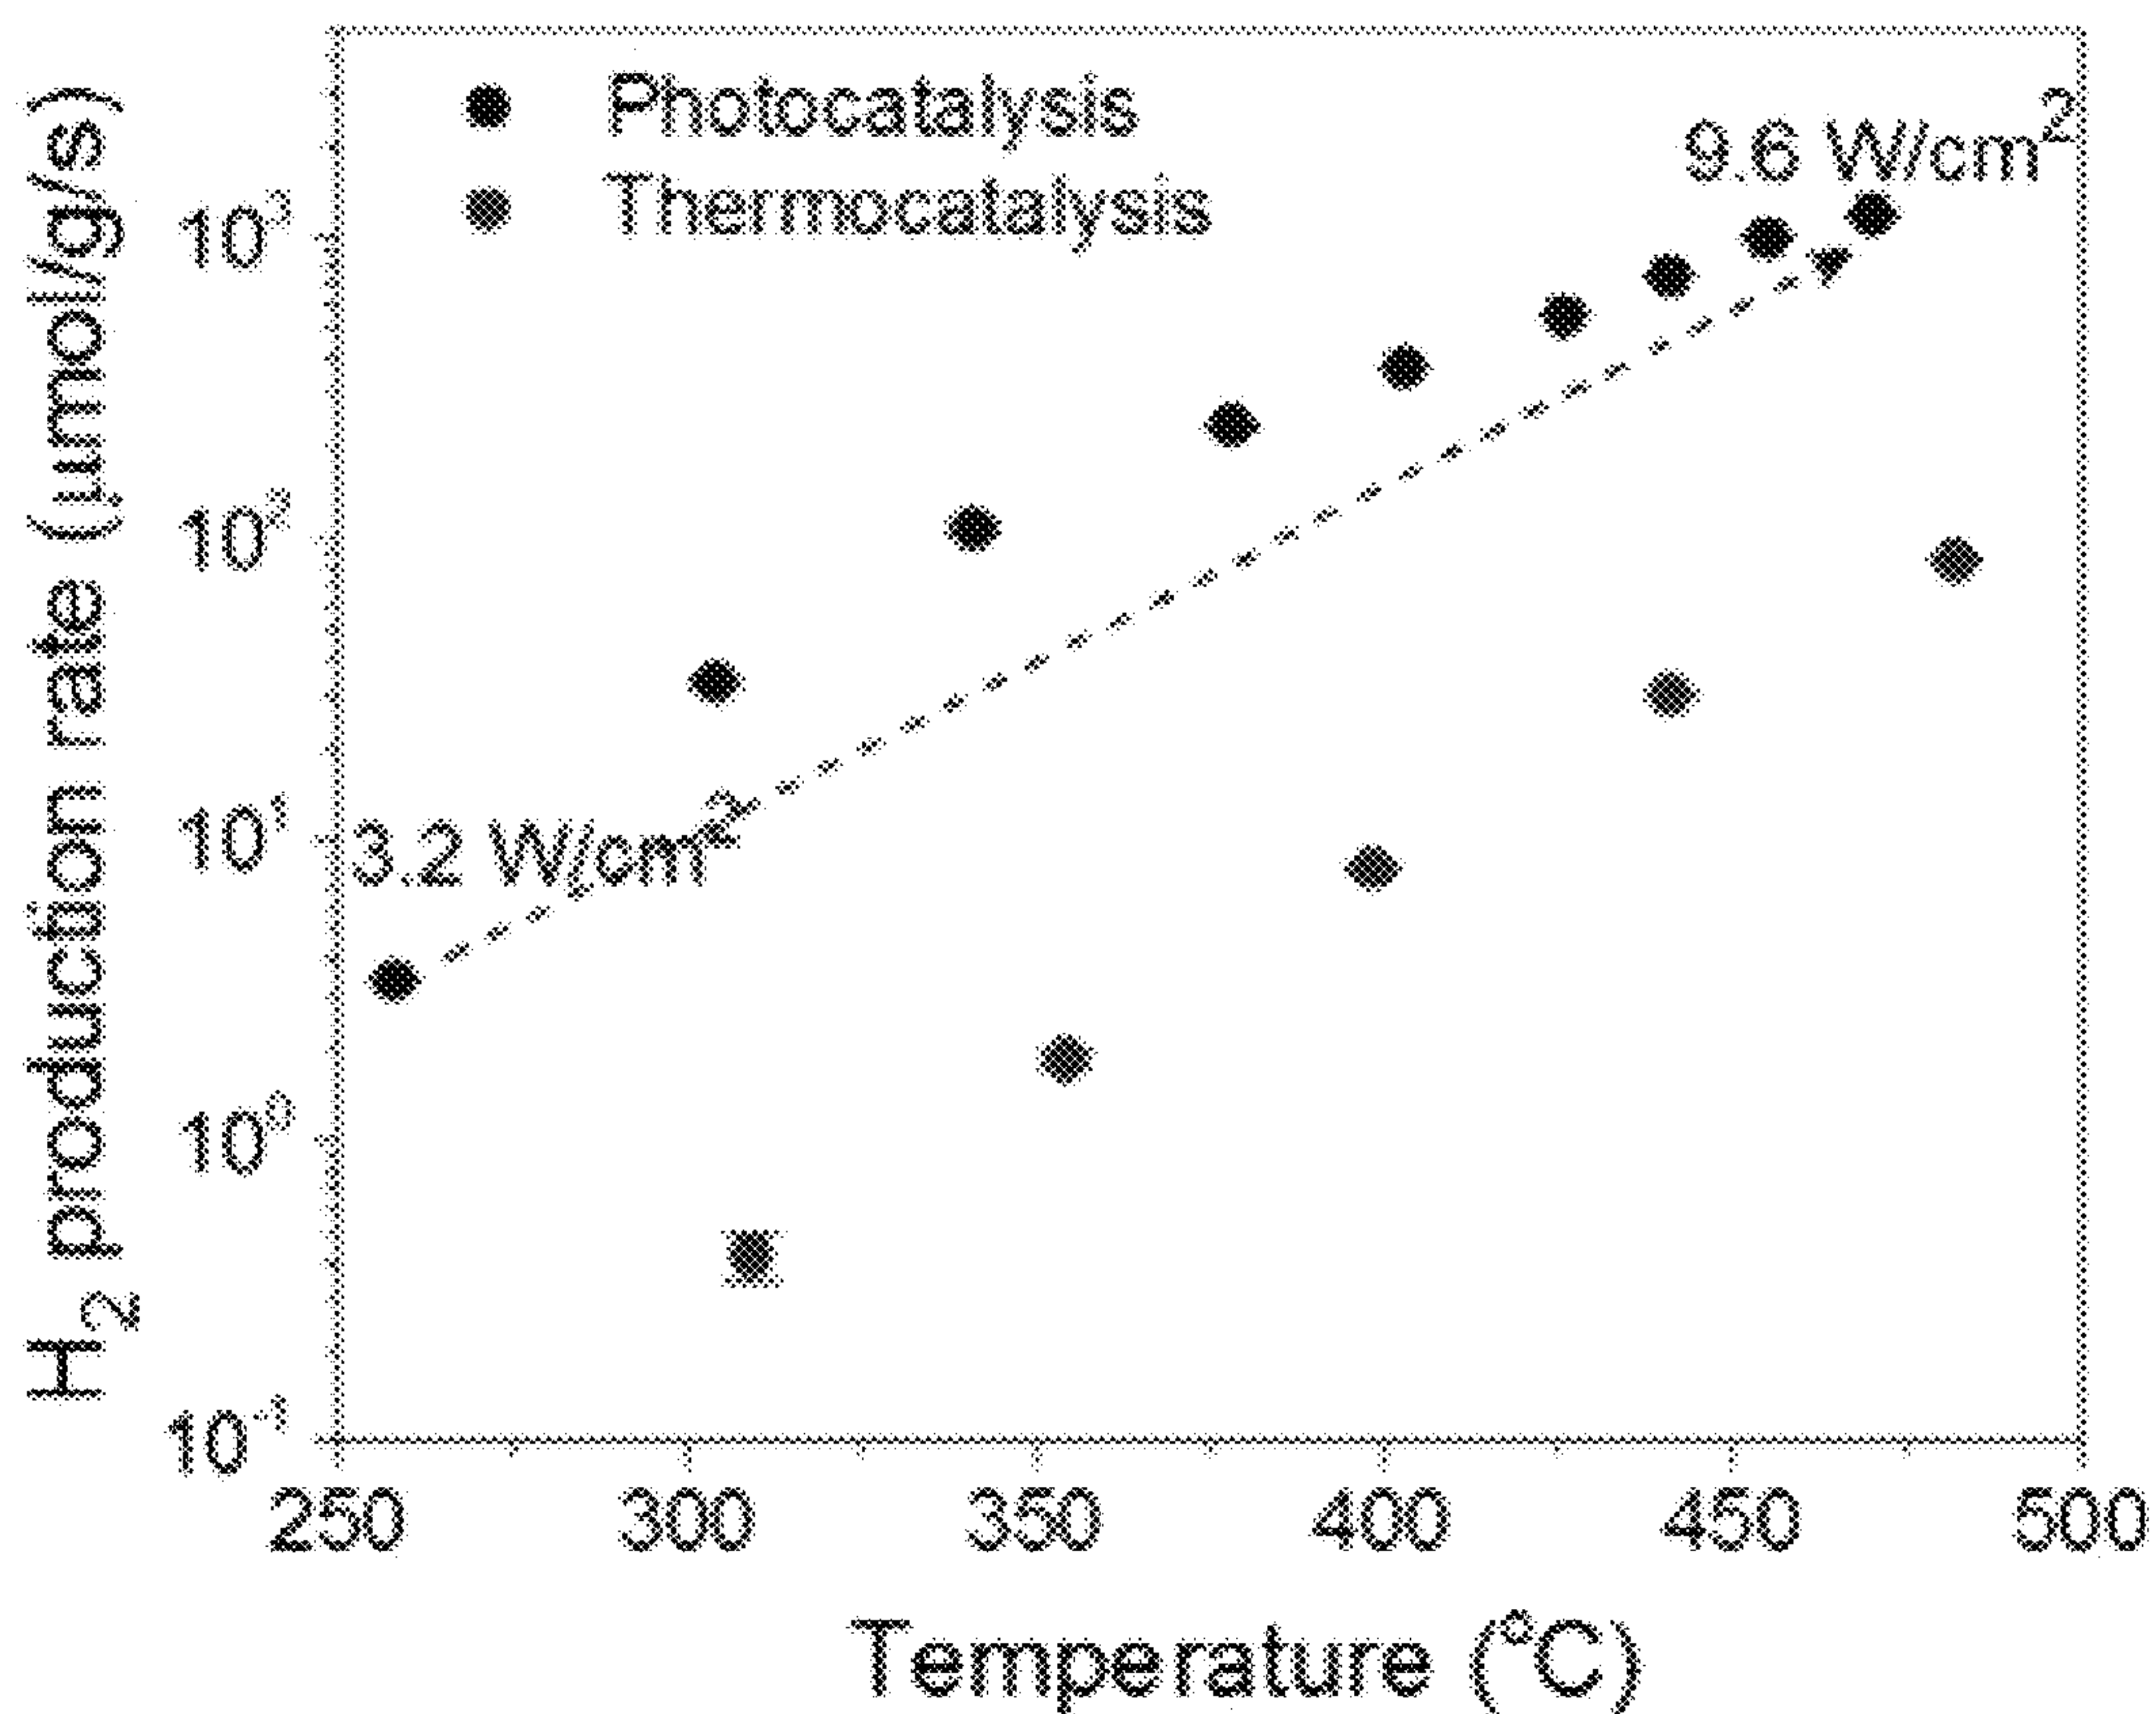 Photocatalysis
Thermocatalysis
9.6 W/cm²
3.2 W/cm²
H₂ production rate (µmol/g/s)
10³
10²
10¹
10⁰
10⁻¹
250 300 350 400 450 500
Temperature (°C)